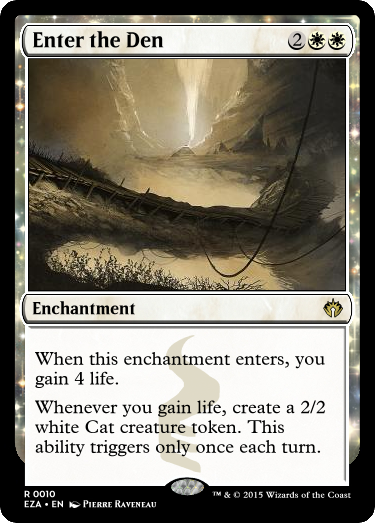 Enter the Den 2
Enchantment
When this enchantment enters, you
gain 4 life.
Whenever you gain life, create a 2/2
white Cat creature token. This
ability triggers only once each turn.
R 0010
EZA • EN Pierre Raveneau
™ & © 2015 Wizards of the Coast